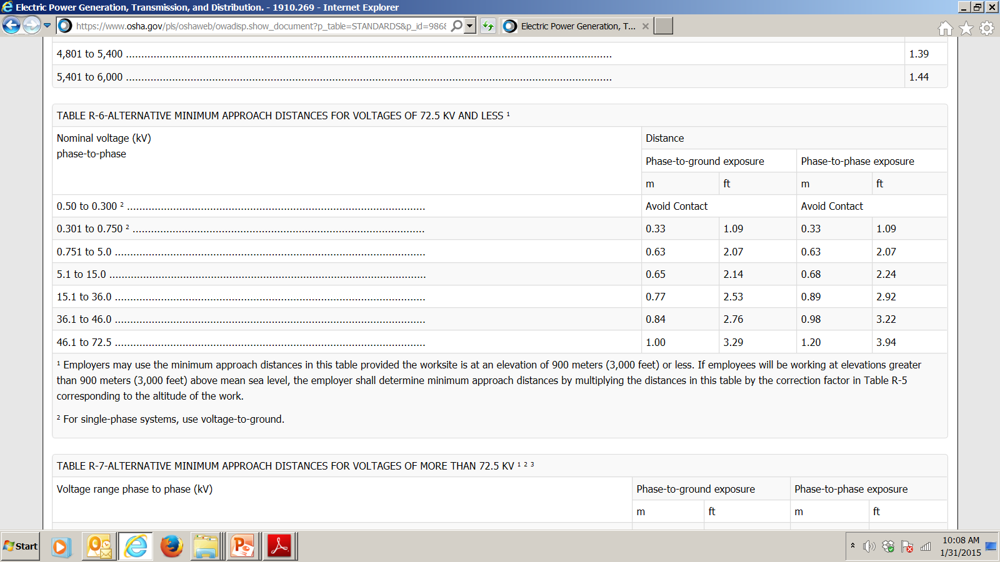 Electric Power Generation, Transmission, and Distribution. - 1910.269 - Internet Explorer
https://www.osha.gov/pls/oshaweb/owadisp.show_document?p_table=STANDARDS&p_id=986
Electric Power Generation, T...
4,801 to 5,400 ........................................ 1.39
5,401 to 6,000 ........................................ 1.44
TABLE R-6-ALTERNATIVE MINIMUM APPROACH DISTANCES FOR VOLTAGES OF 72.5 KV AND LESS ¹
Nominal voltage (kV) Distance
phase-to-phase
Phase-to-ground exposure Phase-to-phase exposure
m ft m ft
0.50 to 0.300 ² ........................................ Avoid Contact Avoid Contact
0.301 to 0.750 ² ........................................ 0.33 1.09 0.33 1.09
0.751 to 5.0 ........................................ 0.63 2.07 0.63 2.07
5.1 to 15.0 ........................................ 0.65 2.14 0.68 2.24
15.1 to 36.0 ........................................ 0.77 2.53 0.89 2.92
36.1 to 46.0 ........................................ 0.84 2.76 0.98 3.22
46.1 to 72.5 ........................................ 1.00 3.29 1.20 3.94
¹ Employers may use the minimum approach distances in this table provided the worksite is at an elevation of 900 meters (3,000 feet) or less. If employees will be working at elevations greater
than 900 meters (3,000 feet) above mean sea level, the employer shall determine minimum approach distances by multiplying the distances in this table by the correction factor in Table R-5
corresponding to the altitude of the work.
² For single-phase systems, use voltage-to-ground.
TABLE R-7-ALTERNATIVE MINIMUM APPROACH DISTANCES FOR VOLTAGES OF MORE THAN 72.5 KV ¹ ² ³
Voltage range phase to phase (kV) Phase-to-ground exposure Phase-to-phase exposure
m ft m ft
Start
10:08 AM
1/31/2015